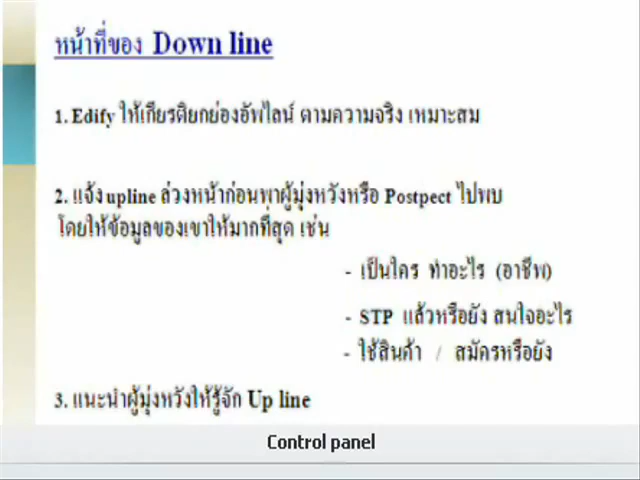 หน้าที่ของ Down line
1. Edify ให้เกียรติยกย่องอัพไลน์ ตามความจริง เหมาะสม
2. แจ้ง upline ล่วงหน้าก่อนพาผู้มุ่งหวังหรือ Postpect ไปพบ
โดยให้ข้อมูลของเขาให้มากที่สุด เช่น
- เป็นใคร ทำอะไร (อาชีพ)
- STP แล้วหรือยัง สนใจอะไร
- ใช้สินค้า / สมัครหรือยัง
3. แนะนำผู้มุ่งหวังให้รู้จัก Up line
Control panel